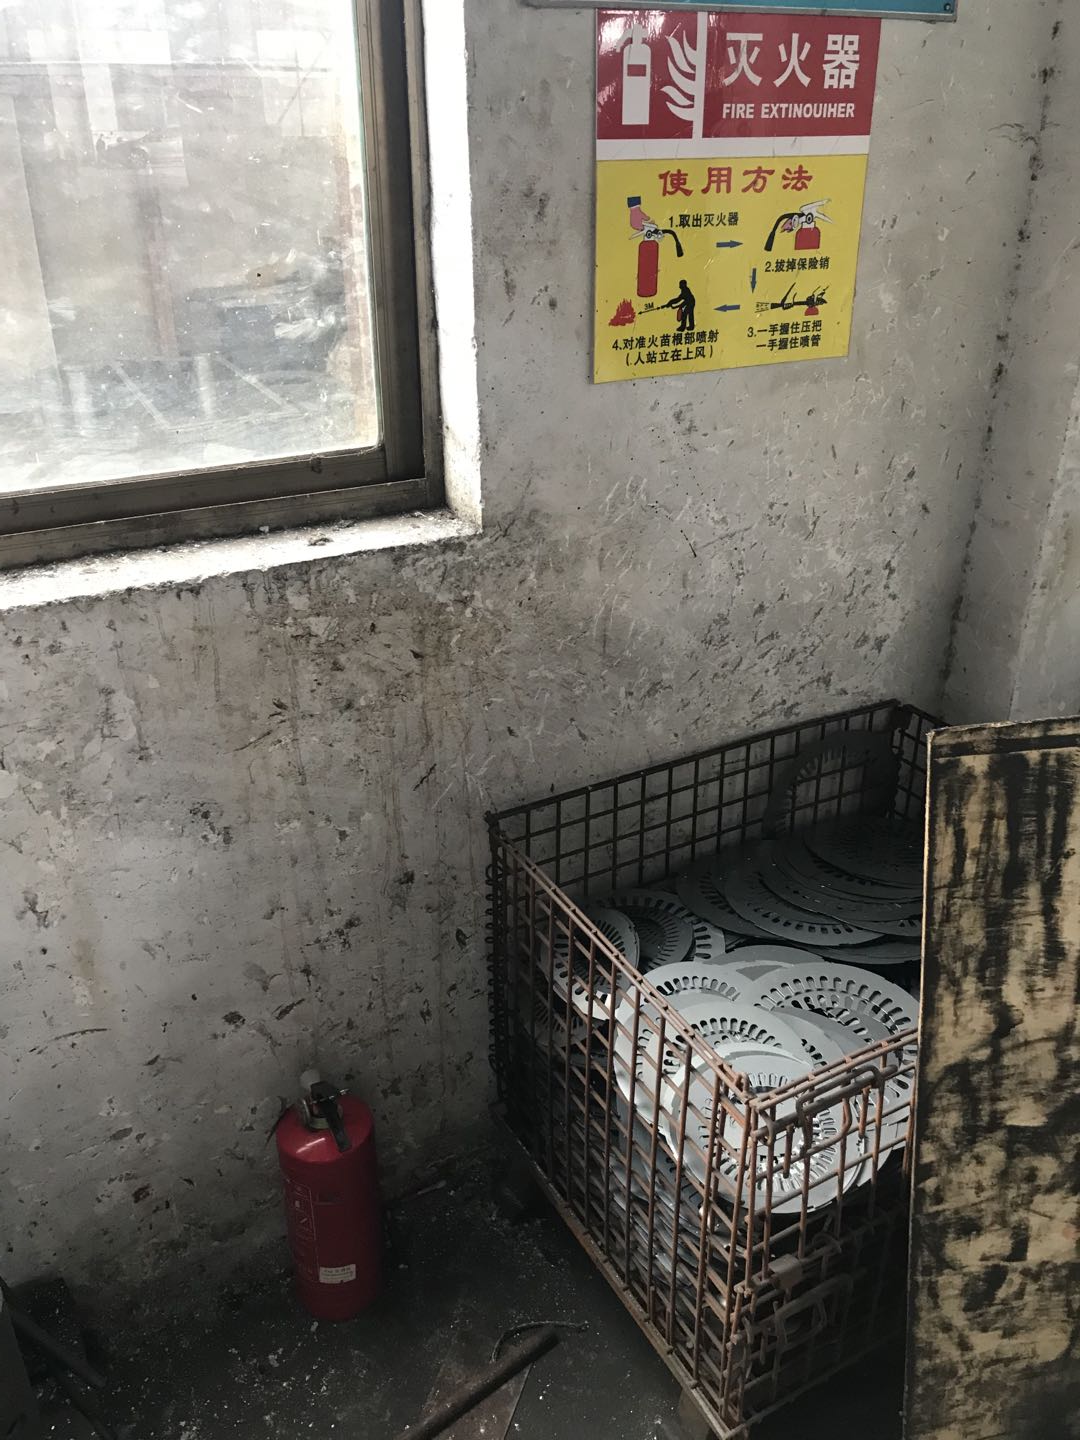 灭火器
FIRE EXTINOUIHER
使用方法
1.取出灭火器
2.拔掉保险销
3M
4.对准火苗根部喷射
(人站立在上风)
3.一手握住压把
一手握住喷管